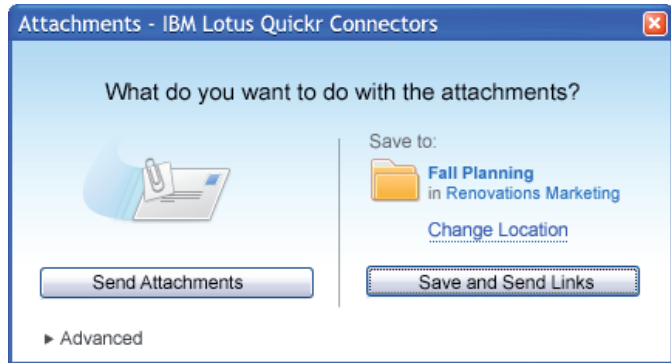 Attachments - IBM Lotus Quickr Connectors
What do you want to do with the attachments?
Save to:
Fall Planning
in Renovations Marketing
Change Location
Send Attachments
Save and Send Links
Advanced